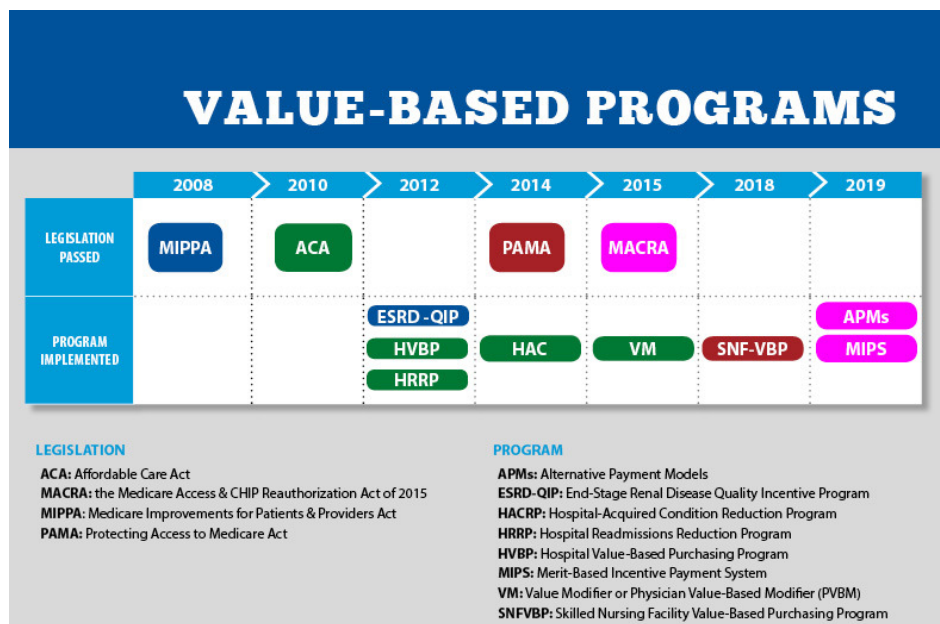 VALUE-BASED PROGRAMS
2008 2010 2012 2014 2015 2018 2019
LEGISLATION
PASSED
MIPPA ACA PAMA MACRA
PROGRAM
IMPLEMENTED
ESRD-QIP APMs
HVBP HAC VM SNF-VBP MIPS
HRRP
LEGISLATION
ACA: Affordable Care Act
MACRA: the Medicare Access & CHIP Reauthorization Act of 2015
MIPPA: Medicare Improvements for Patients & Providers Act
PAMA: Protecting Access to Medicare Act
PROGRAM
APMs: Alternative Payment Models
ESRD-QIP: End-Stage Renal Disease Quality Incentive Program
HACRP: Hospital-Acquired Condition Reduction Program
HRRP: Hospital Readmissions Reduction Program
HVBP: Hospital Value-Based Purchasing Program
MIPS: Merit-Based Incentive Payment System
VM: Value Modifier or Physician Value-Based Modifier (PVBM)
SNFVBP: Skilled Nursing Facility Value-Based Purchasing Program